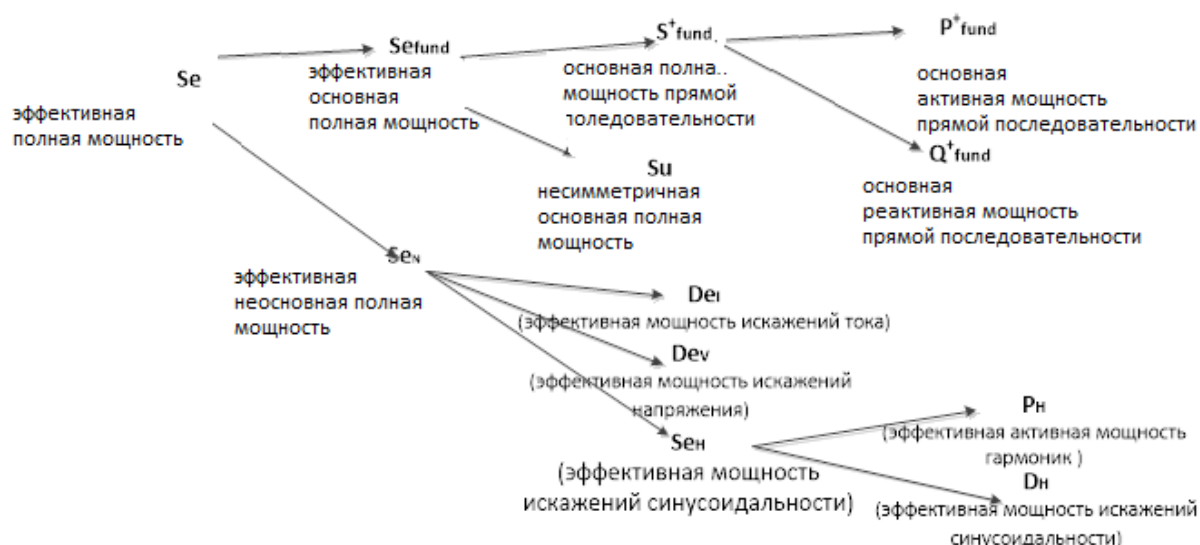 Se
эффективная
полная мощность
Sefund
эффективная
основная
полная мощность
S⁺fund.
основная полна..
мощность прямой
поледовательности
P⁺fund
основная
активная мощность
прямой последовательности
Q⁺fund
основная
реактивная мощность
прямой последовательности
Su
несимметричная
основная полная
мощность
SeN
эффективная
неосновная полная
мощность
DeI
(эффективная мощность искажений тока)
DeV
(эффективная мощность искажений
напряжения)
SeH
(эффективная мощность
искажений синусоидальности)
PH
(эффективная активная мощность
гармоник )
DH
(эффективная мощность искажений
синусоидальности)